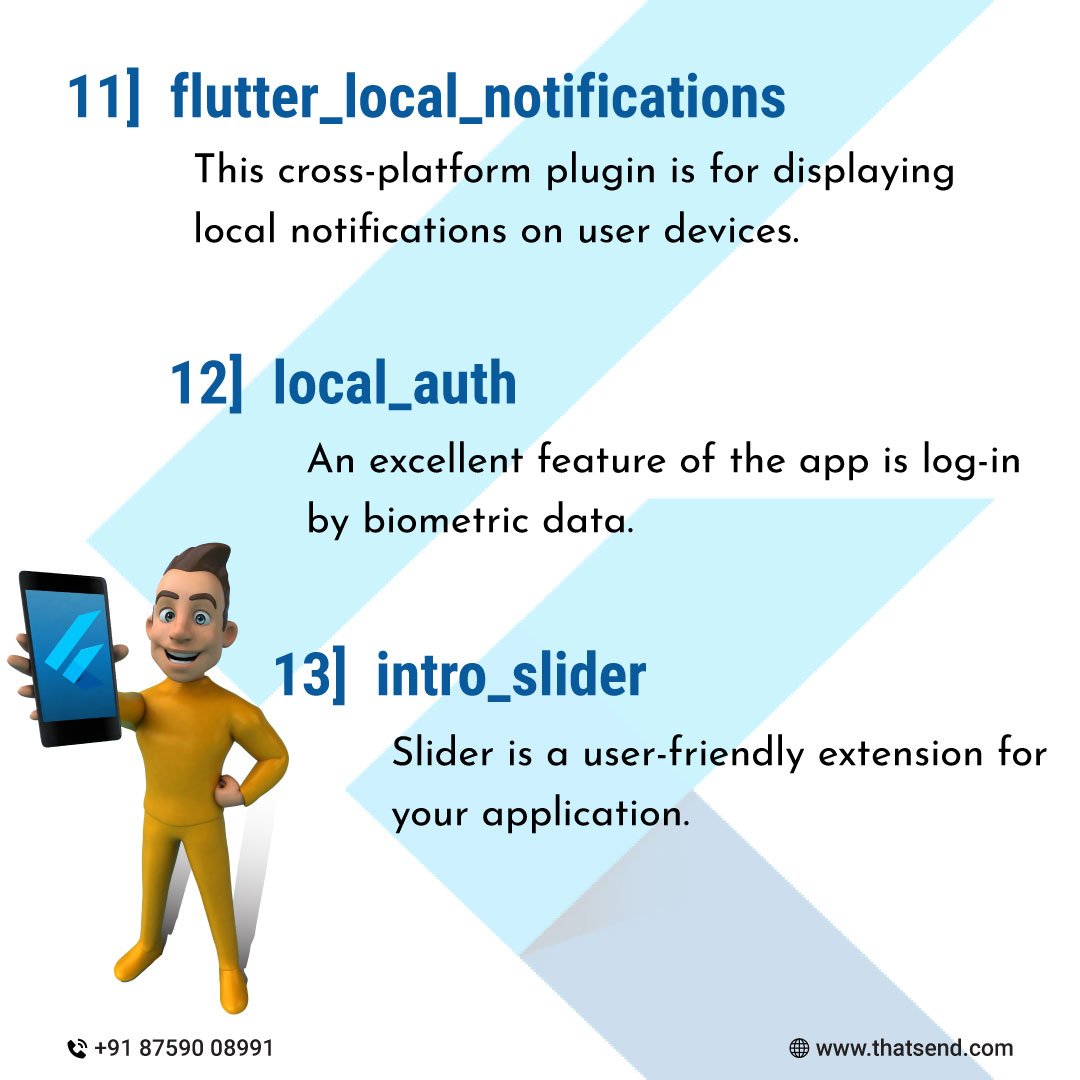 11] flutter_local_notifications
This cross-platform plugin is for displaying
local notifications on user devices.
12] local_auth
An excellent feature of the app is log-in
by biometric data.
13] intro_slider
Slider is a user-friendly extension for
your application.
+91 87590 08991
www.thatsend.com